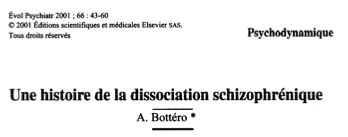 Évol Psychiatr 2001 ; 66 : 43-60
© 2001 Éditions scientifiques et médicales Elsevier SAS.
Tous droits réservés
Psychodynamique
Une histoire de la dissociation schizophrénique
A. Bottéro *